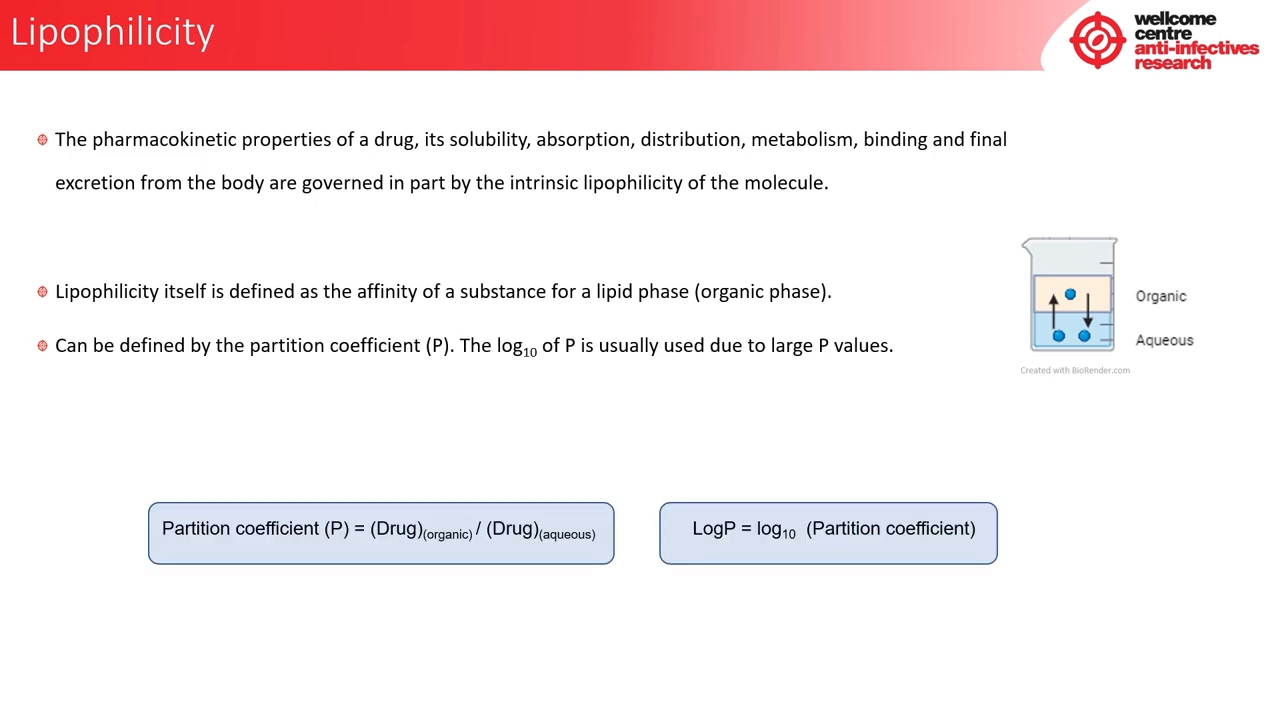 Lipophilicity
wellcome
centre
anti-infectives
research
The pharmacokinetic properties of a drug, its solubility, absorption, distribution, metabolism, binding and final
excretion from the body are governed in part by the intrinsic lipophilicity of the molecule.
Lipophilicity itself is defined as the affinity of a substance for a lipid phase (organic phase).
Can be defined by the partition coefficient (P). The log10 of P is usually used due to large P values.
Organic
Aqueous
Created with BioRender.com
Partition coefficient (P) = (Drug)(organic) / (Drug)(aqueous)
LogP = log10 (Partition coefficient)